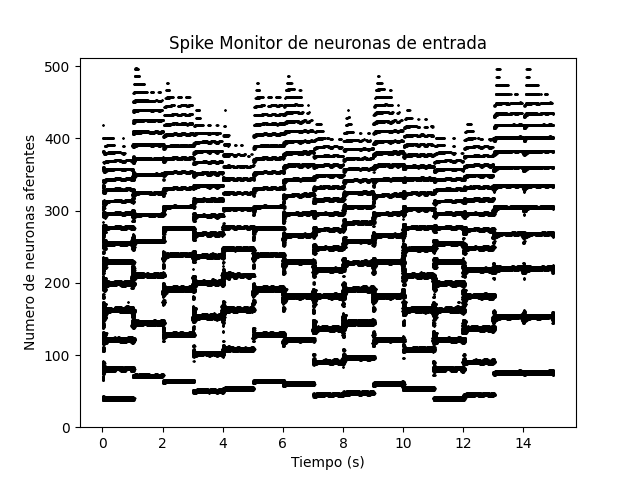 Spike Monitor de neuronas de entrada
500
400
300
200
100
0
Numero de neuronas aferentes
0 2 4 6 8 10 12 14
Tiempo (s)